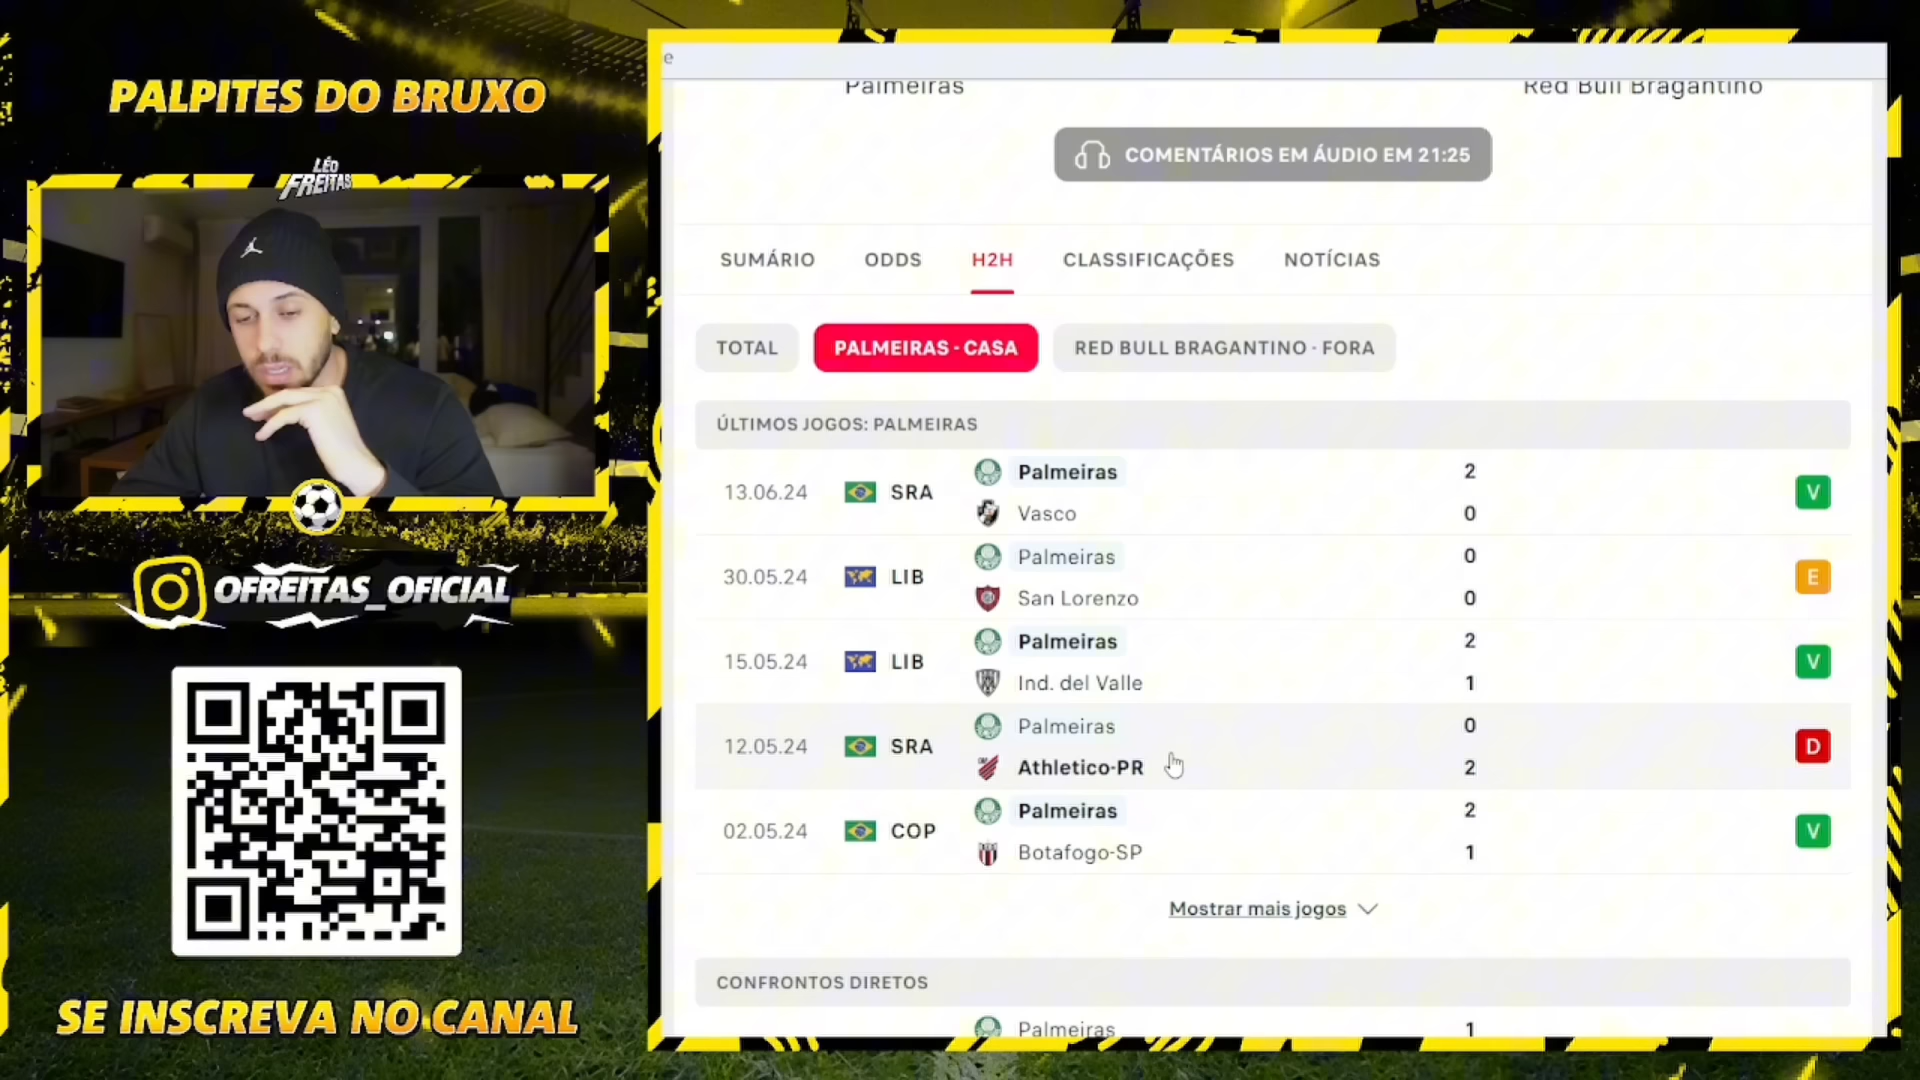 PALPITES DO BRUXO
LÉO
FREITAS
OFREITAS_OFICIAL
SE INSCREVA NO CANAL
e
Palmeiras
Red Bull Bragantino
COMENTÁRIOS EM ÁUDIO EM 21:25
SUMÁRIO ODDS H2H CLASSIFICAÇÕES NOTÍCIAS
TOTAL PALMEIRAS - CASA RED BULL BRAGANTINO - FORA
ÚLTIMOS JOGOS: PALMEIRAS
Palmeiras 2
13.06.24 SRA V
Vasco 0
Palmeiras 0
30.05.24 LIB E
San Lorenzo 0
Palmeiras 2
15.05.24 LIB V
Ind. del Valle 1
Palmeiras 0
12.05.24 SRA D
Athletico-PR 2
Palmeiras 2
02.05.24 COP V
Botafogo-SP 1
Mostrar mais jogos
CONFRONTOS DIRETOS
Palmeiras 1